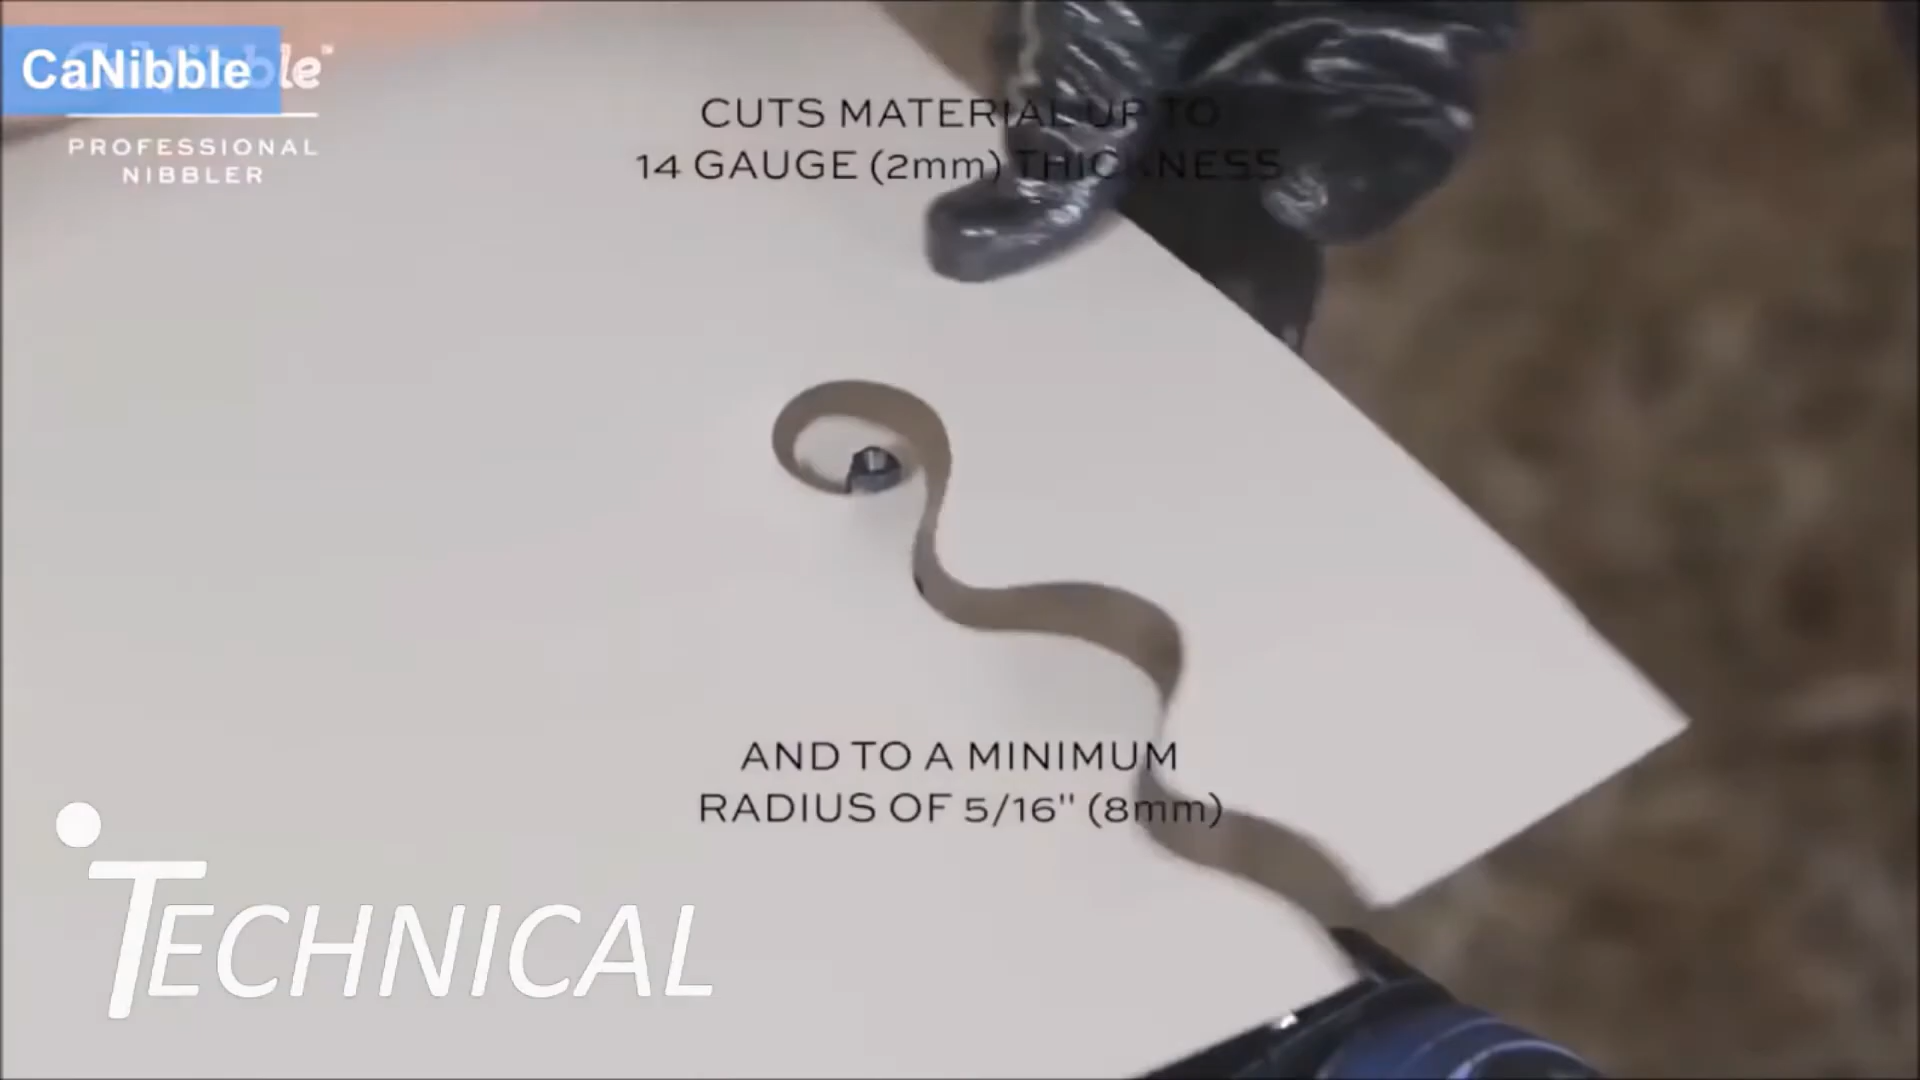 CaNibble
PROFESSIONAL
NIBBLER
CUTS MATERIAL UP TO
14 GAUGE (2mm) THICKNESS
AND TO A MINIMUM
RADIUS OF 5/16" (8mm)
iTECHNICAL